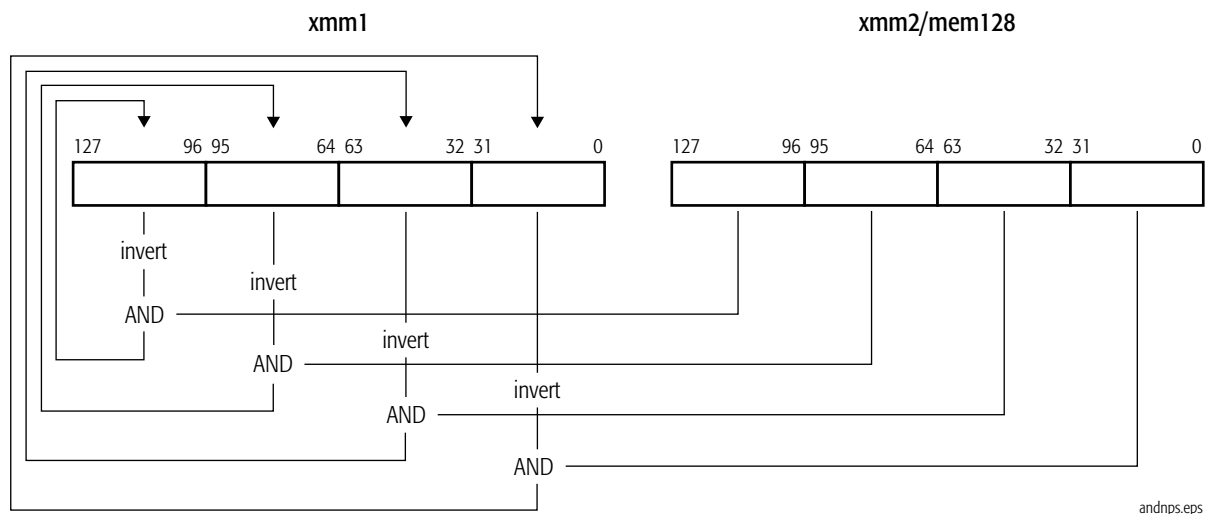 xmm1 xmm2/mem128
127 96 95 64 63 32 31 0 127 96 95 64 63 32 31 0
invert
invert
AND
invert
AND
invert
AND
AND
andnps.eps